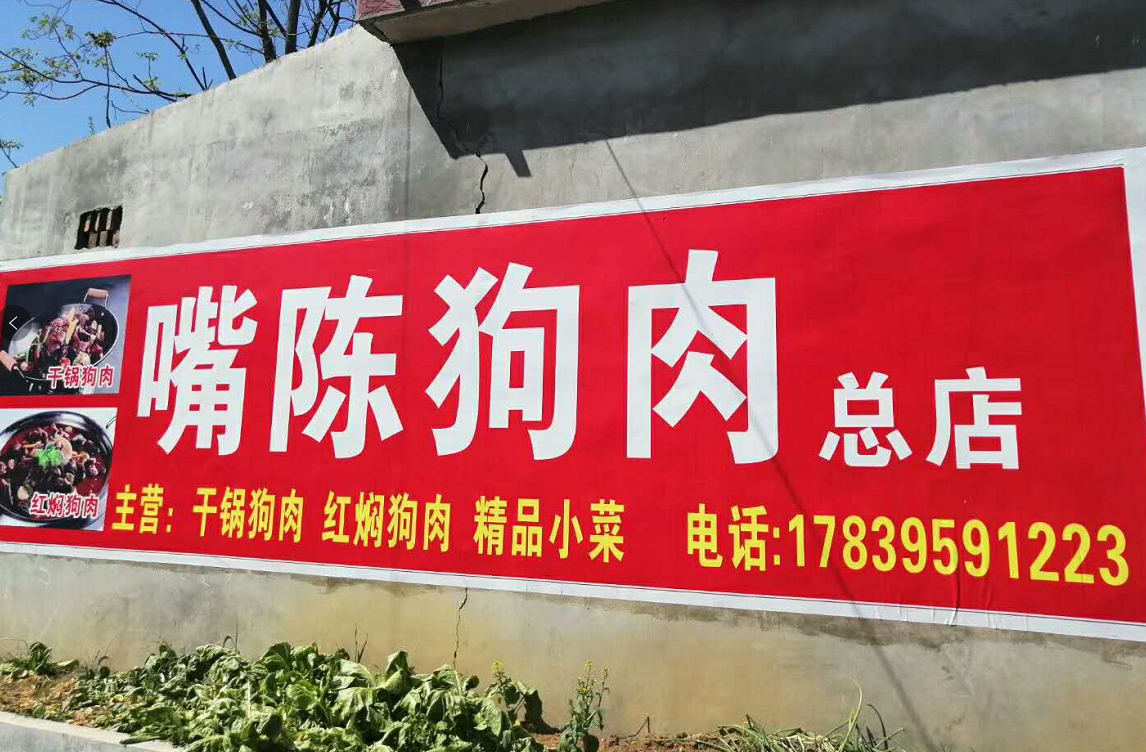 嘴陈狗肉 总店
干锅狗肉
红焖狗肉
主营：干锅狗肉 红焖狗肉 精品小菜 电话:17839591223